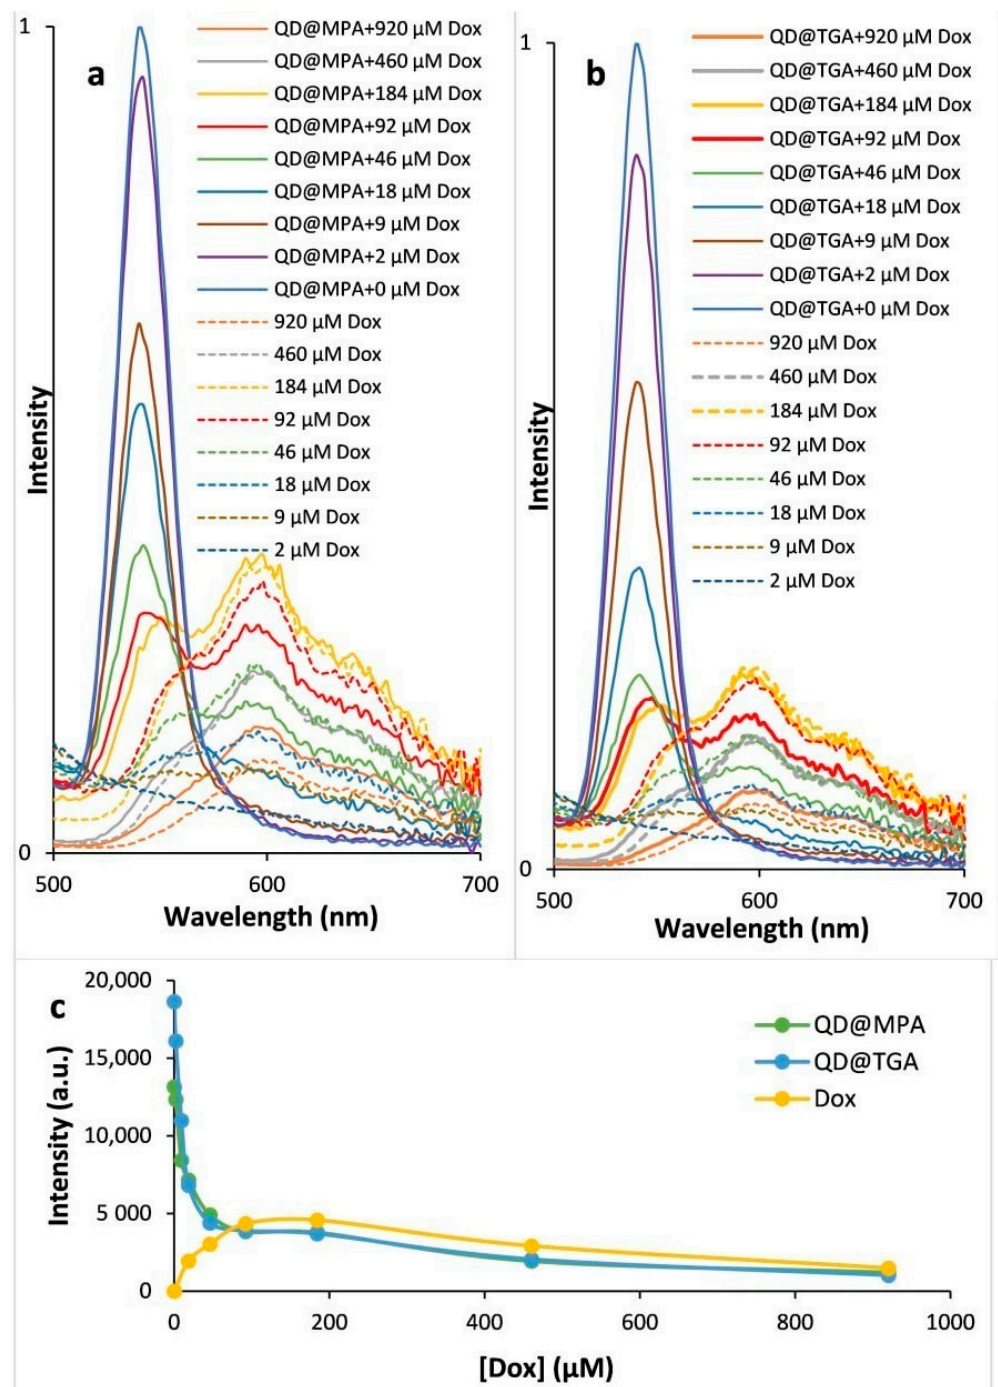 1
a
QD@MPA+920 µM Dox
QD@MPA+460 µM Dox
QD@MPA+184 µM Dox
QD@MPA+92 µM Dox
QD@MPA+46 µM Dox
QD@MPA+18 µM Dox
QD@MPA+9 µM Dox
QD@MPA+2 µM Dox
QD@MPA+0 µM Dox
920 µM Dox
460 µM Dox
184 µM Dox
92 µM Dox
46 µM Dox
18 µM Dox
9 µM Dox
2 µM Dox
Intensity
0
500
600
700
Wavelength (nm)
1
b
QD@TGA+920 µM Dox
QD@TGA+460 µM Dox
QD@TGA+184 µM Dox
QD@TGA+92 µM Dox
QD@TGA+46 µM Dox
QD@TGA+18 µM Dox
QD@TGA+9 µM Dox
QD@TGA+2 µM Dox
QD@TGA+0 µM Dox
920 µM Dox
460 µM Dox
184 µM Dox
92 µM Dox
46 µM Dox
18 µM Dox
9 µM Dox
2 µM Dox
Intensity
0
500
600
700
Wavelength (nm)
c
20,000
15,000
10,000
5 000
0
Intensity (a.u.)
QD@MPA
QD@TGA
Dox
0
200
400
600
800
1000
[Dox] (µM)